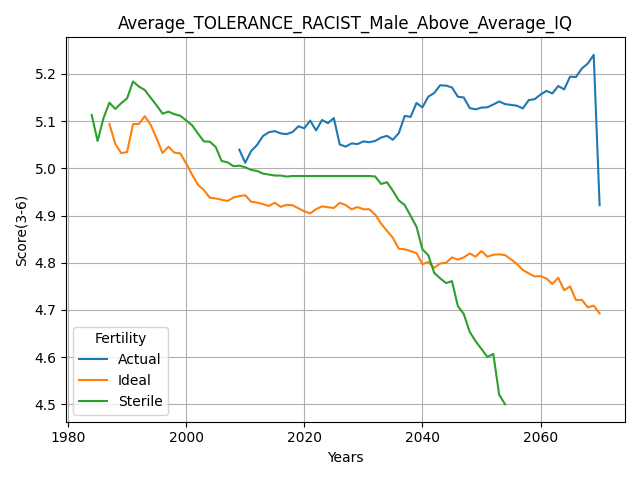 Average_TOLERANCE_RACIST_Male_Above_Average_IQ
Score(3-6)
5.2
5.1
5.0
4.9
4.8
4.7
4.6
4.5
Fertility
Actual
Ideal
Sterile
1980
2000
2020
2040
2060
Years